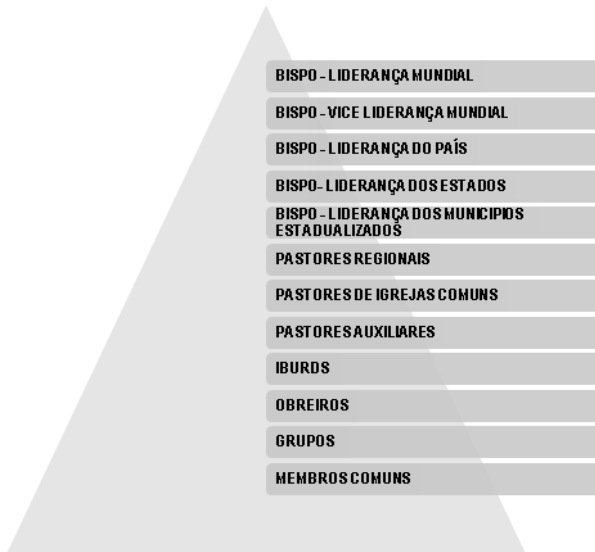 BISPO - LIDERANÇA MUNDIAL
BISPO - VICE LIDERANÇA MUNDIAL
BISPO - LIDERANÇA DO PAÍS
BISPO- LIDERANÇA DOS ESTADOS
BISPO - LIDERANÇA DOS MUNICIPIOS
ESTADUALIZADOS
PASTORES REGIONAIS
PASTORES DE IGREJAS COMUNS
PASTORES AUXILIARES
IBURDS
OBREIROS
GRUPOS
MEMBROS COMUNS